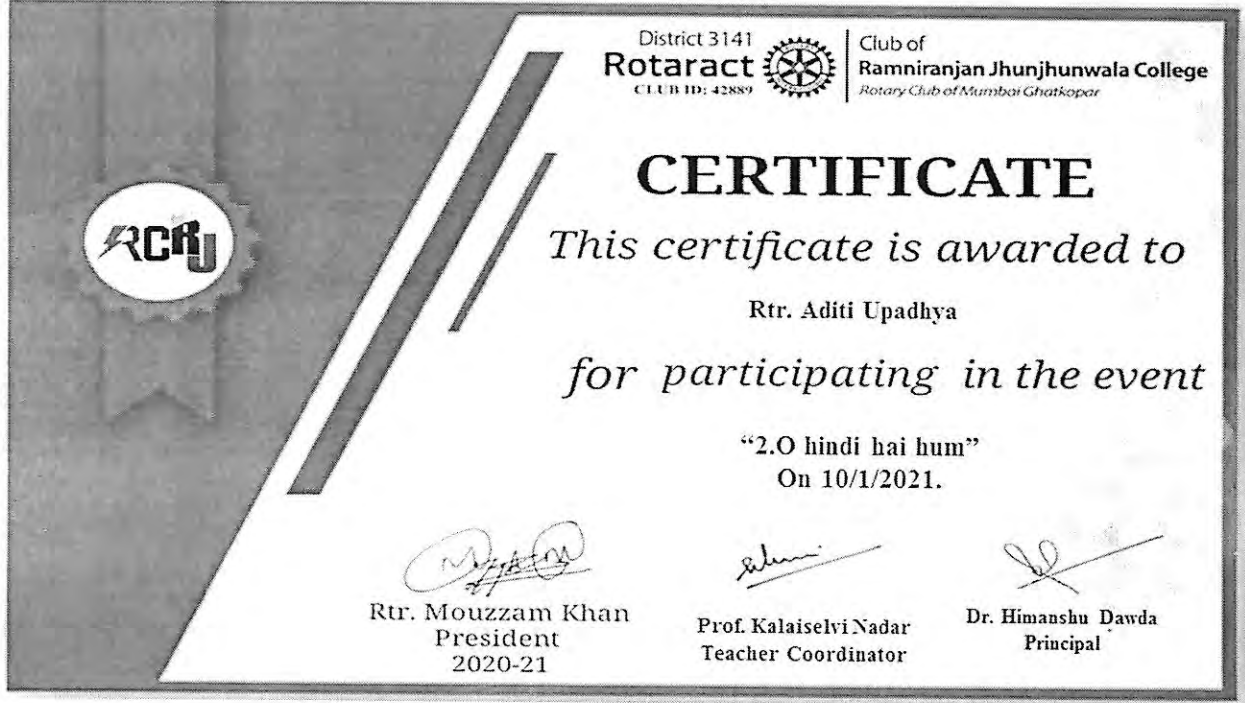 District 3141
Rotaract
CLUB ID: 42889
Club of
Ramniranjan Jhunjhunwala College
Rotary Club of Mumbai Ghatkopar
RCRJ
CERTIFICATE
This certificate is awarded to
Rtr. Aditi Upadhya
for participating in the event
“2.O hindi hai hum”
On 10/1/2021.
Rtr. Mouzzam Khan
President
2020-21
Prof. Kalaiselvi Nadar
Teacher Coordinator
Dr. Himanshu Dawda
Principal